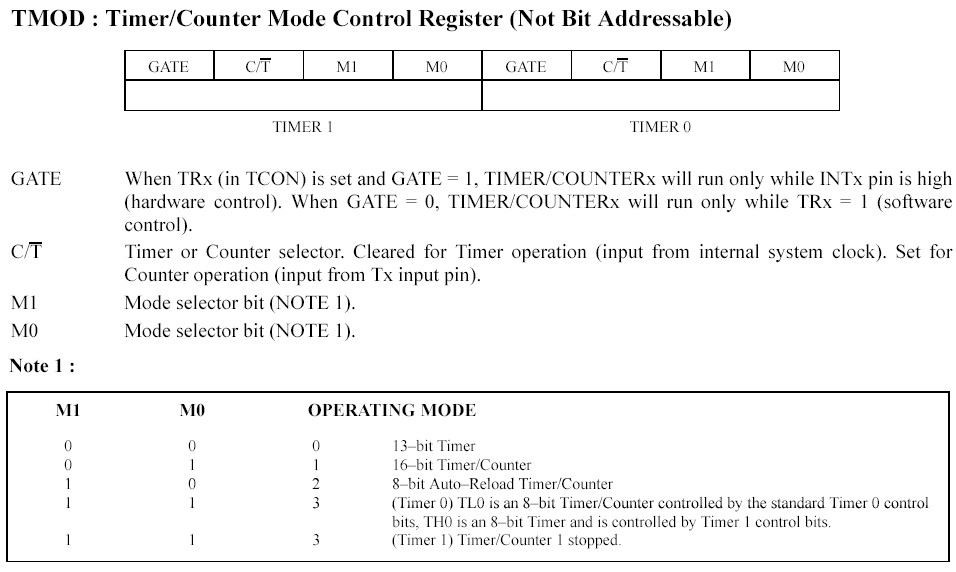 TMOD : Timer/Counter Mode Control Register (Not Bit Addressable)
GATE C/T̅ M1 M0 GATE C/T̅ M1 M0
TIMER 1 TIMER 0
GATE When TRx (in TCON) is set and GATE = 1, TIMER/COUNTERx will run only while INTx pin is high
(hardware control). When GATE = 0, TIMER/COUNTERx will run only while TRx = 1 (software
control).
C/T̅ Timer or Counter selector. Cleared for Timer operation (input from internal system clock). Set for
Counter operation (input from Tx input pin).
M1 Mode selector bit (NOTE 1).
M0 Mode selector bit (NOTE 1).
Note 1 :
M1 M0 OPERATING MODE
0 0 0 13–bit Timer
0 1 1 16–bit Timer/Counter
1 0 2 8–bit Auto–Reload Timer/Counter
1 1 3 (Timer 0) TL0 is an 8–bit Timer/Counter controlled by the standard Timer 0 control
bits, TH0 is an 8–bit Timer and is controlled by Timer 1 control bits.
1 1 3 (Timer 1) Timer/Counter 1 stopped.